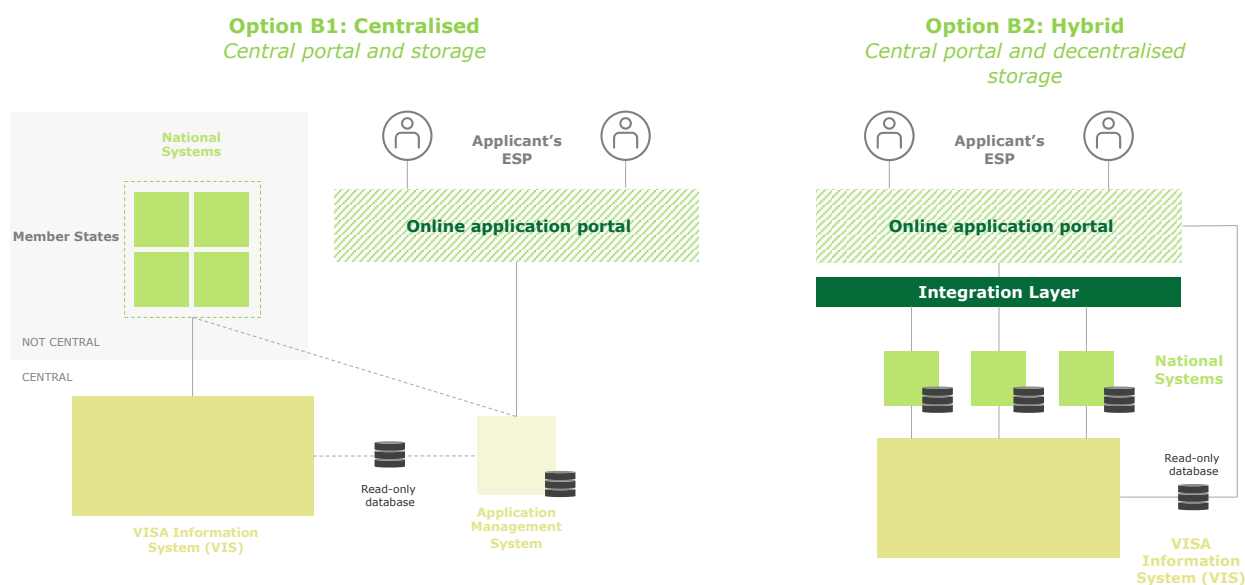 Option B1: Centralised
Central portal and storage
National
Systems
Applicant's
ESP
Member States
Online application portal
NOT CENTRAL
CENTRAL
Read-only
database
VISA Information
System (VIS)
Application
Management
System
Option B2: Hybrid
Central portal and decentralised
storage
Applicant's
ESP
Online application portal
Integration Layer
National
Systems
Read-only
database
VISA
Information
System (VIS)